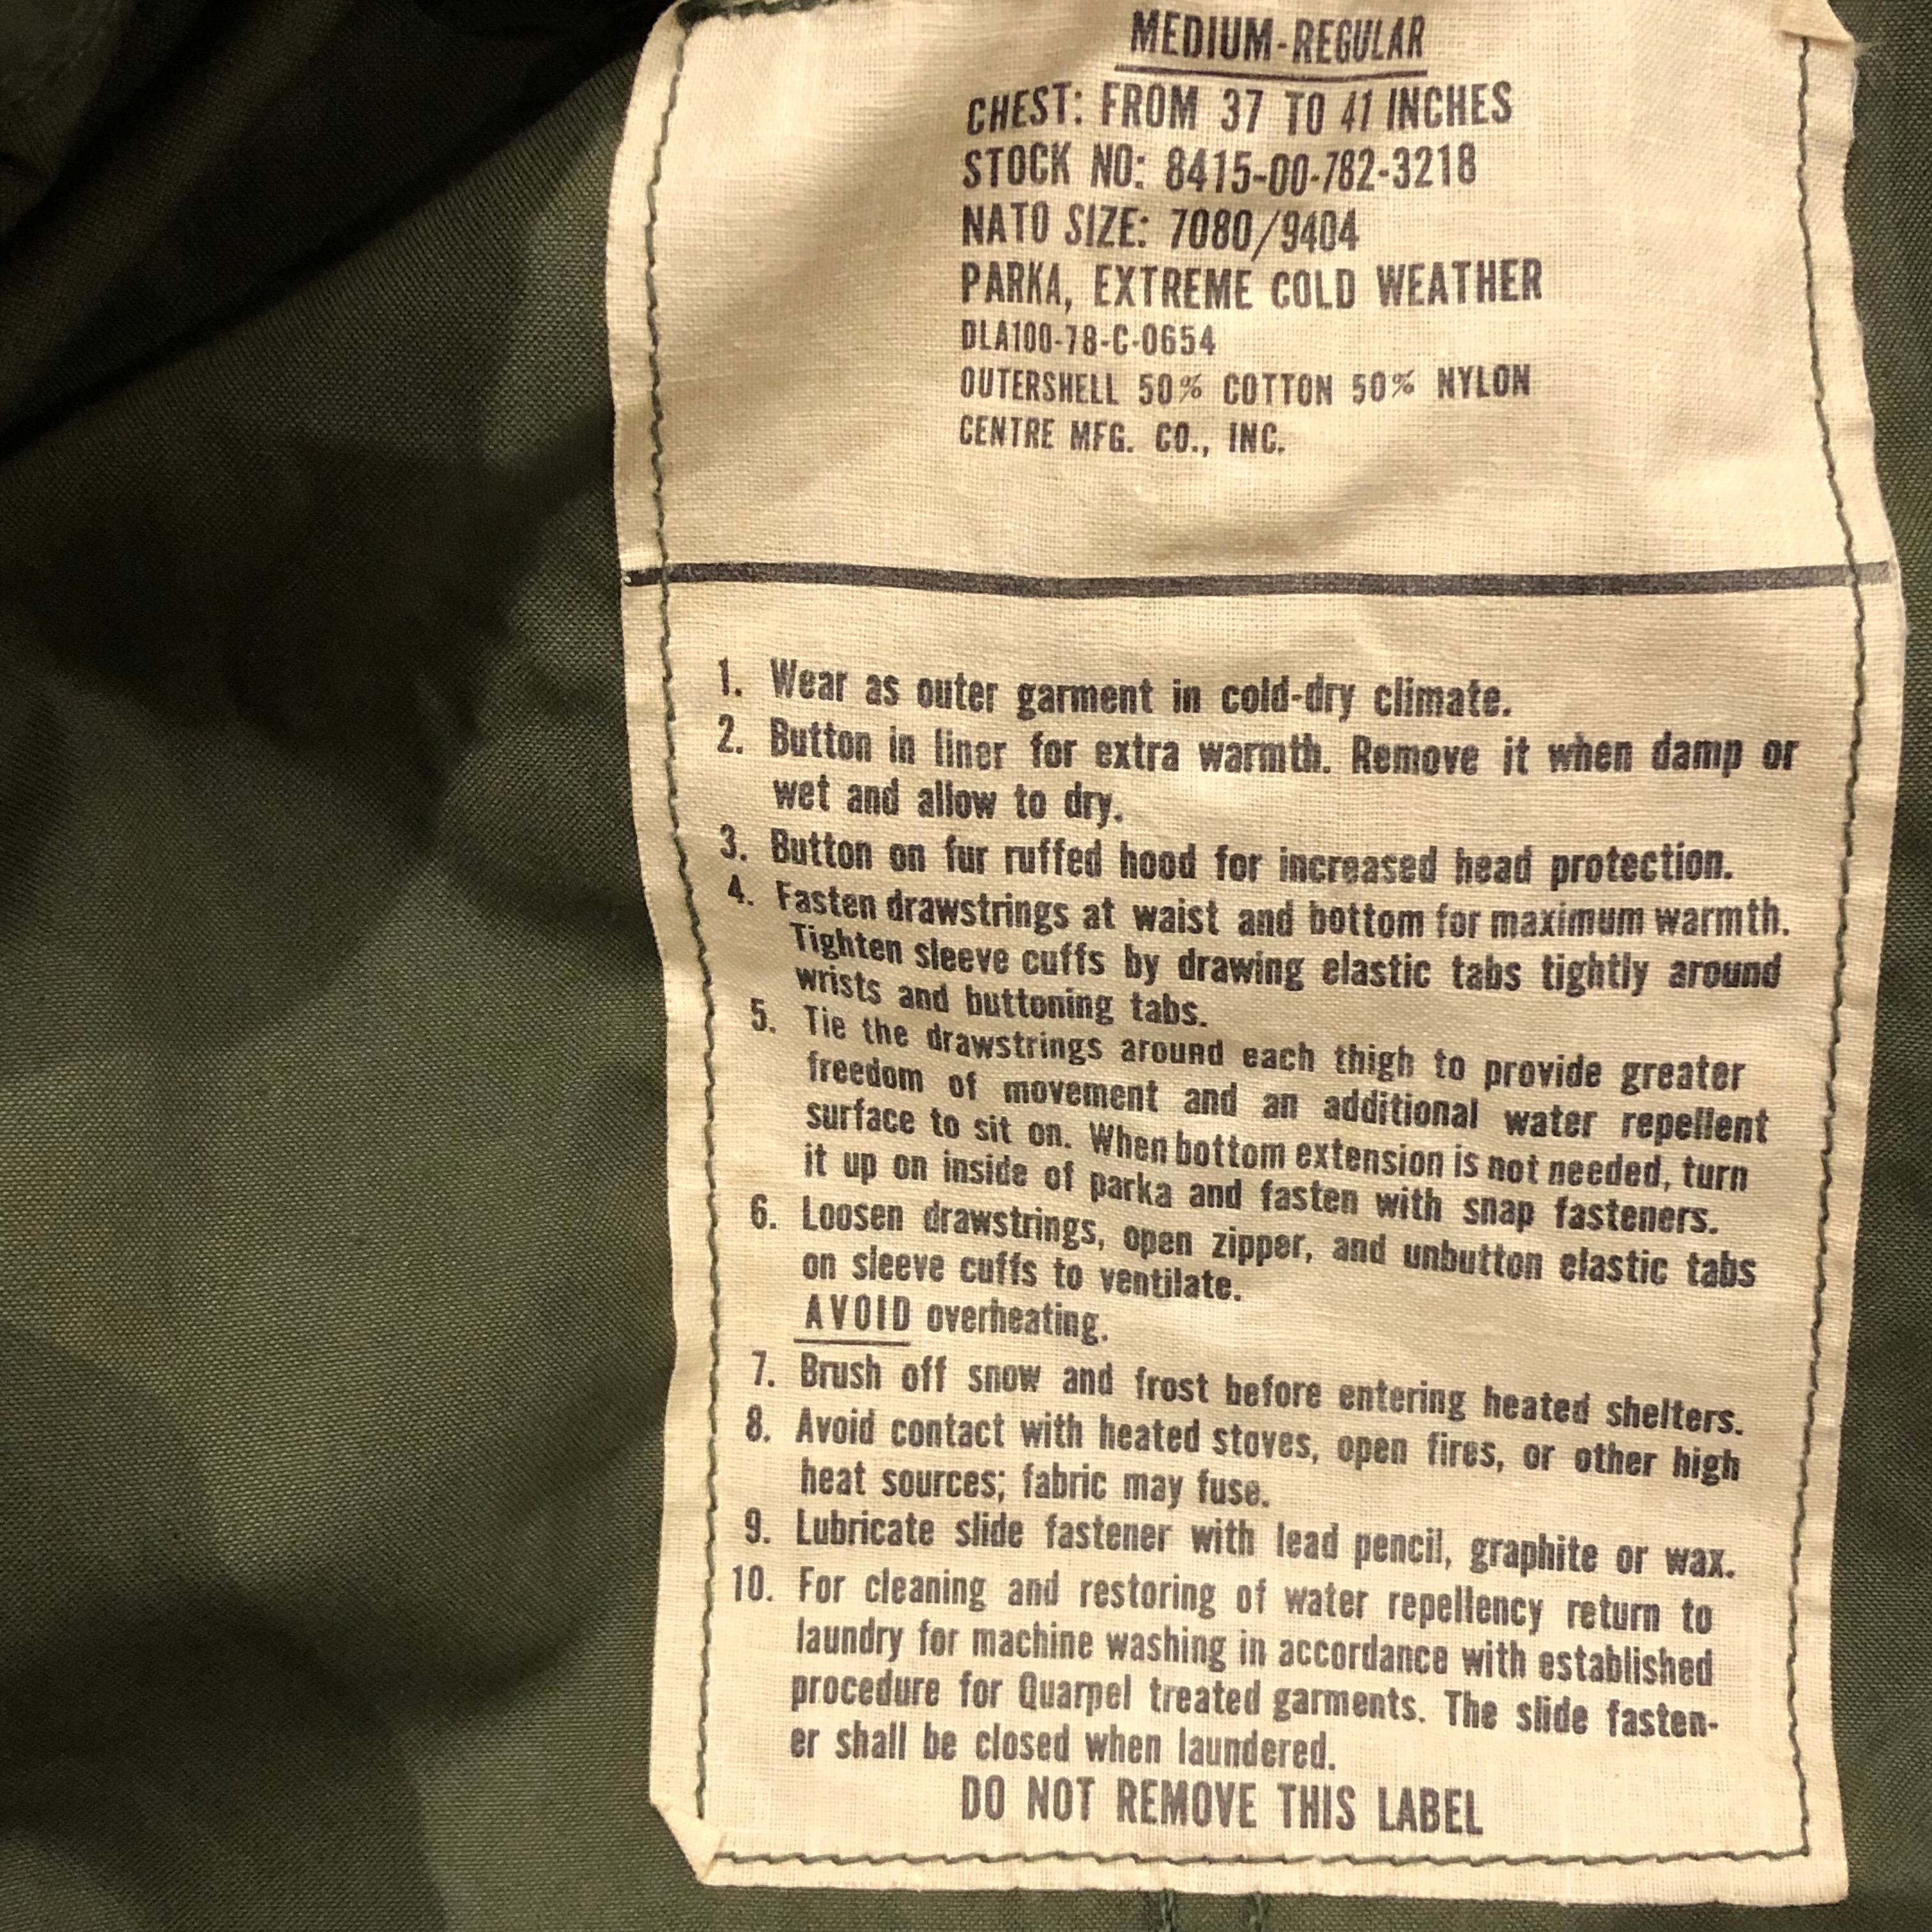 MEDIUM-REGULAR
CHEST: FROM 37 TO 41 INCHES
STOCK NO: 8415-00-782-3218
NATO SIZE: 7080/9404
PARKA, EXTREME COLD WEATHER
DLA100-78-C-0654
OUTERSHELL 50% COTTON 50% NYLON
CENTRE MFG. CO., INC.
1. Wear as outer garment in cold-dry climate.
2. Button in liner for extra warmth. Remove it when damp or
wet and allow to dry.
3. Button on fur ruffed hood for increased head protection.
4. Fasten drawstrings at waist and bottom for maximum warmth.
Tighten sleeve cuffs by drawing elastic tabs tightly around
wrists and buttoning tabs.
5. Tie the drawstrings around each thigh to provide greater
freedom of movement and an additional water repellent
surface to sit on. When bottom extension is not needed, turn
it up on inside of parka and fasten with snap fasteners.
6. Loosen drawstrings, open zipper, and unbutton elastic tabs
on sleeve cuffs to ventilate.
AVOID overheating.
7. Brush off snow and frost before entering heated shelters.
8. Avoid contact with heated stoves, open fires, or other high
heat sources; fabric may fuse.
9. Lubricate slide fastener with lead pencil, graphite or wax.
10. For cleaning and restoring of water repellency return to
laundry for machine washing in accordance with established
procedure for Quarpel treated garments. The slide fasten-
er shall be closed when laundered.
DO NOT REMOVE THIS LABEL